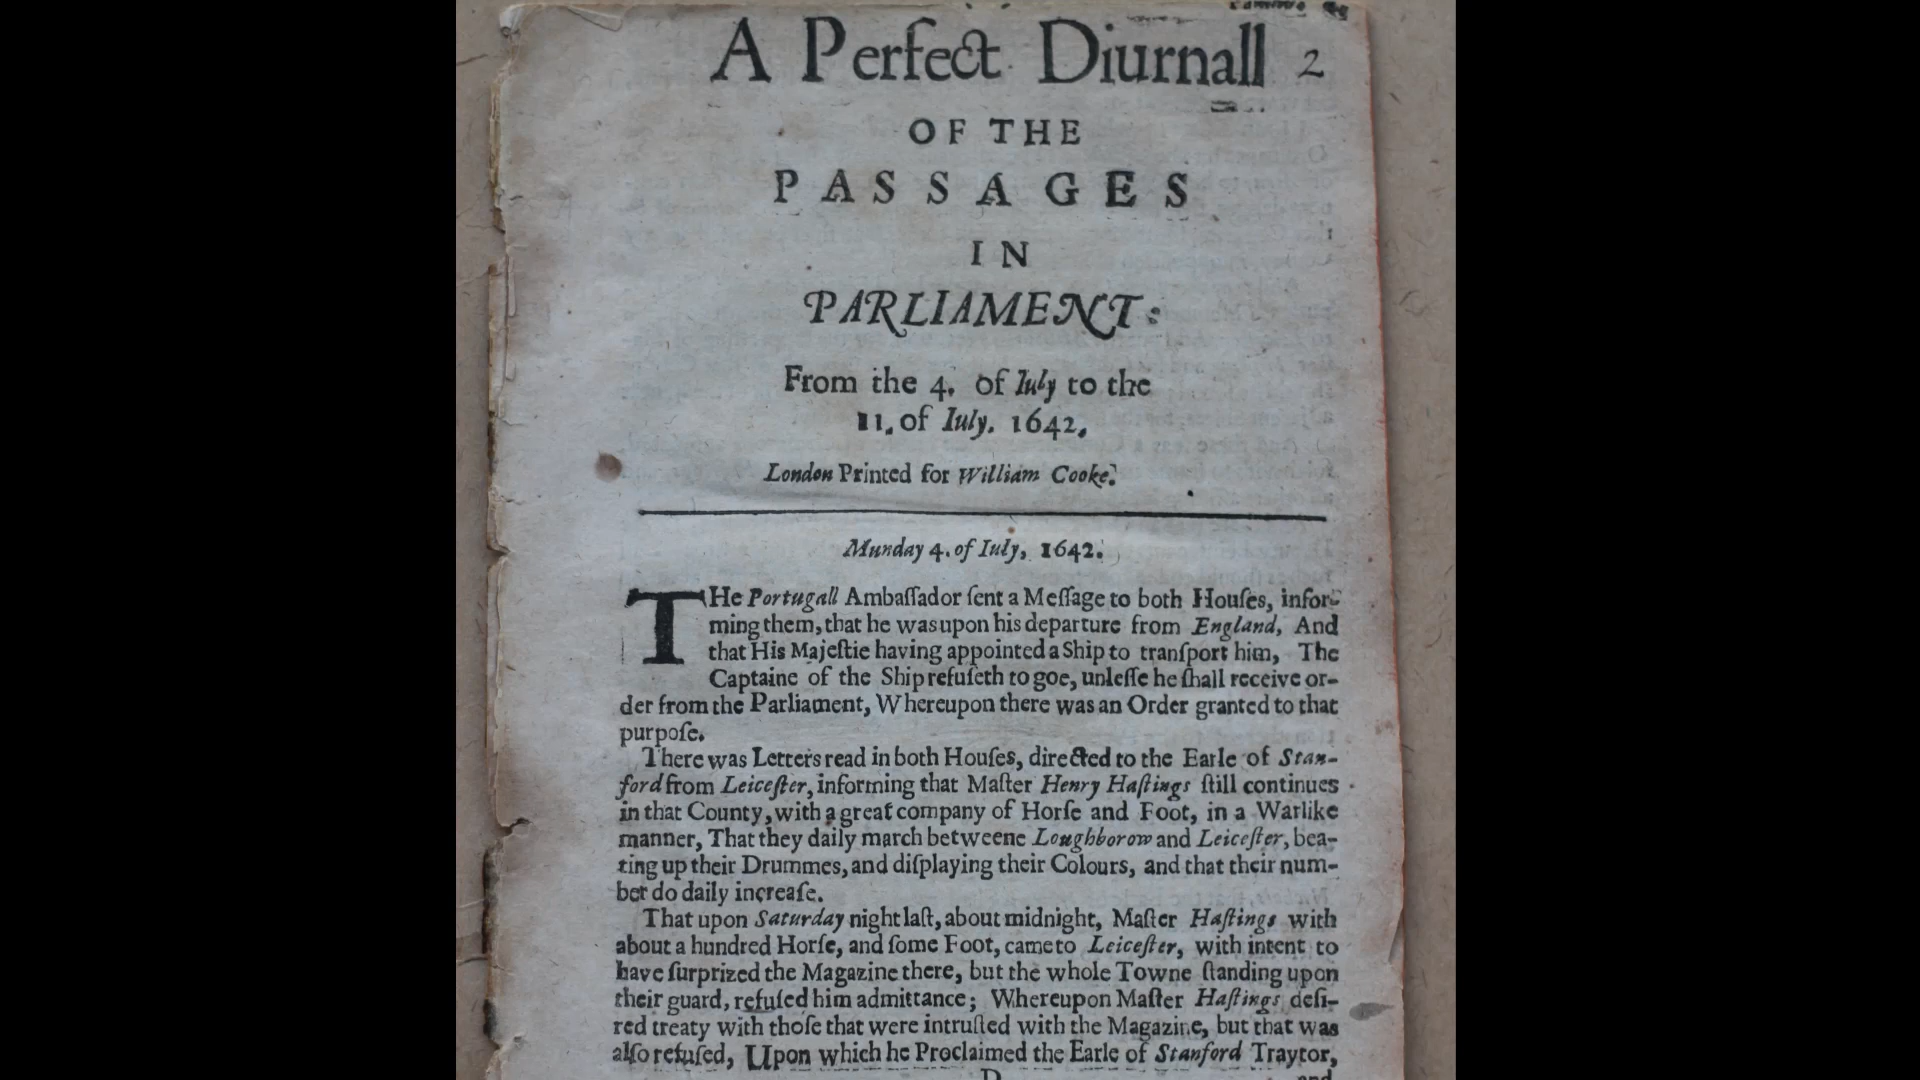 A Perfect Diurnall 2
OF THE
PASSAGES
IN
PARLIAMENT:
From the 4. of Iuly to the
11. of Iuly. 1642.
London Printed for William Cooke.
Munday 4. of Iuly, 1642.
THe Portugall Ambaſſador ſent a Meſſage to both Houſes, infor-
ming them, that he was upon his departure from England, And
that His Majeſtie having appointed a Ship to tranſport him, The
Captaine of the Ship refuſeth to goe, unleſſe he ſhall receive or-
der from the Parliament, Whereupon there was an Order granted to that
purpoſe.
There was Letters read in both Houſes, directed to the Earle of Stan-
ford from Leiceſter, informing that Maſter Henry Haſtings ſtill continues
in that County, with a great company of Horſe and Foot, in a Warlike
manner, That they daily march betweene Loughborow and Leiceſter, bea-
ting up their Drummes, and diſplaying their Colours, and that their num-
ber do daily increaſe.
That upon Saturday night laſt, about midnight, Maſter Haſtings with
about a hundred Horſe, and ſome Foot, came to Leiceſter, with intent to
have ſurprized the Magazine there, but the whole Towne ſtanding upon
their guard, refuſed him admittance; Whereupon Maſter Haſtings deſi-
red treaty with thoſe that were intruſted with the Magazine, but that was
alſo refuſed, Upon which he Proclaimed the Earle of Stanford Traytor,
and